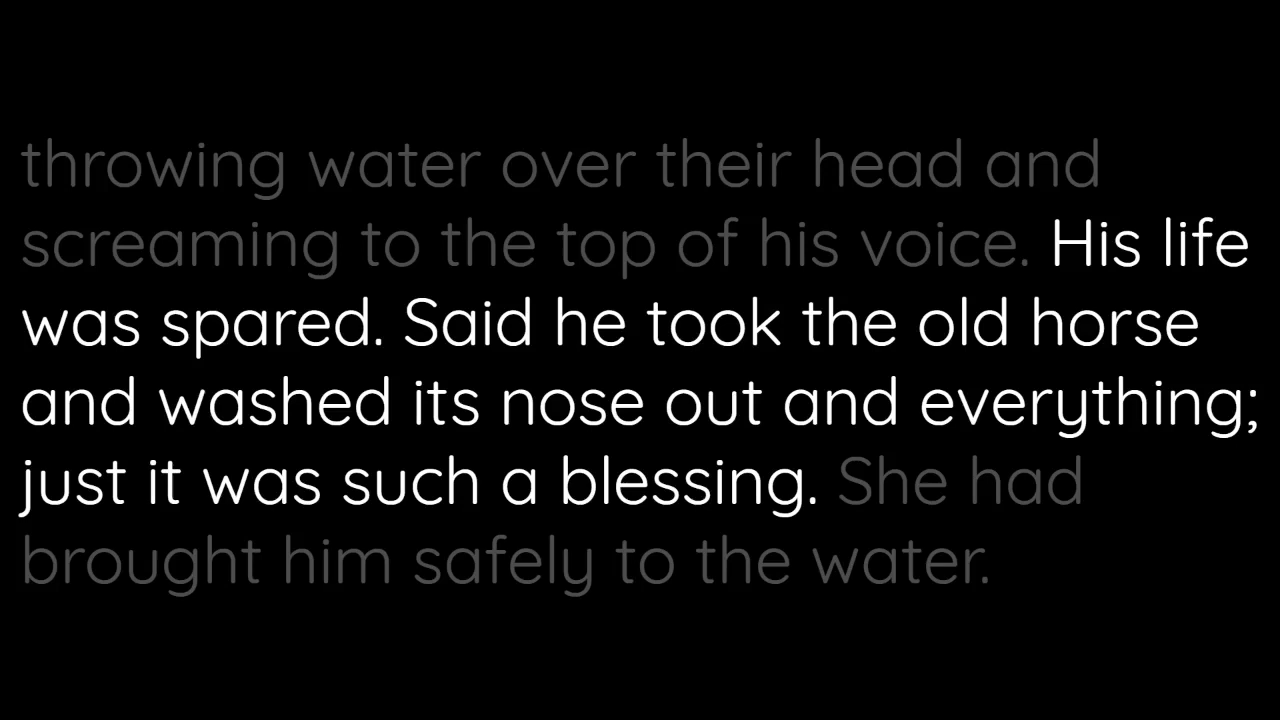 throwing water over their head and
screaming to the top of his voice. His life
was spared. Said he took the old horse
and washed its nose out and everything;
just it was such a blessing. She had
brought him safely to the water.